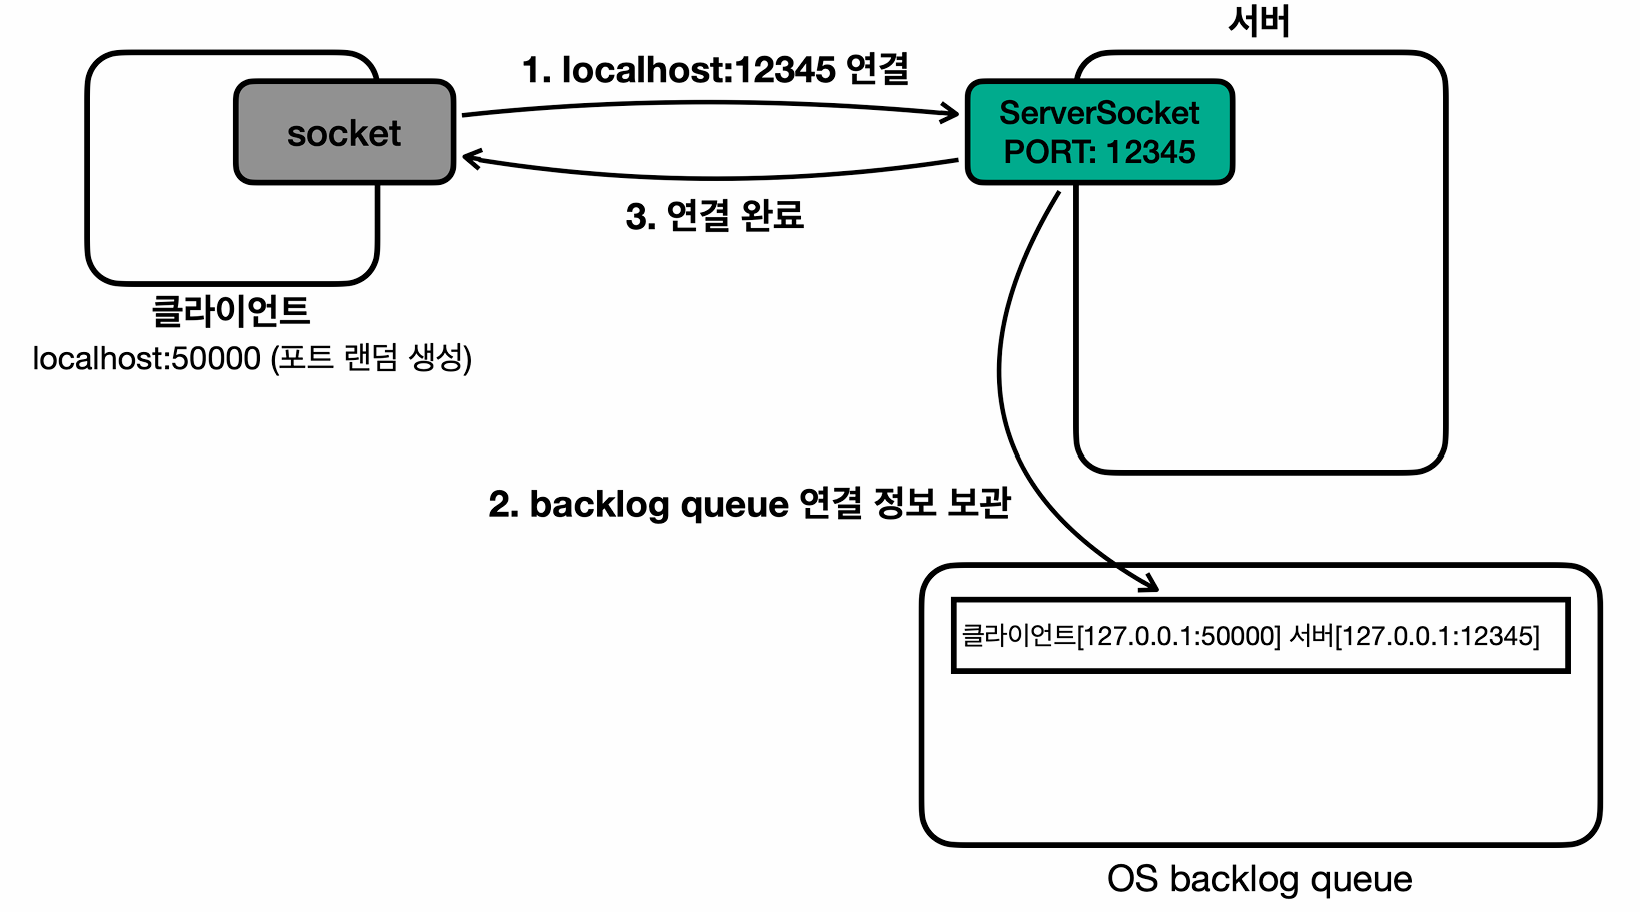 서버
1. localhost:12345 연결
socket
ServerSocket
PORT: 12345
3. 연결 완료
클라이언트
localhost:50000 (포트 랜덤 생성)
2. backlog queue 연결 정보 보관
클라이언트[127.0.0.1:50000] 서버[127.0.0.1:12345]
OS backlog queue